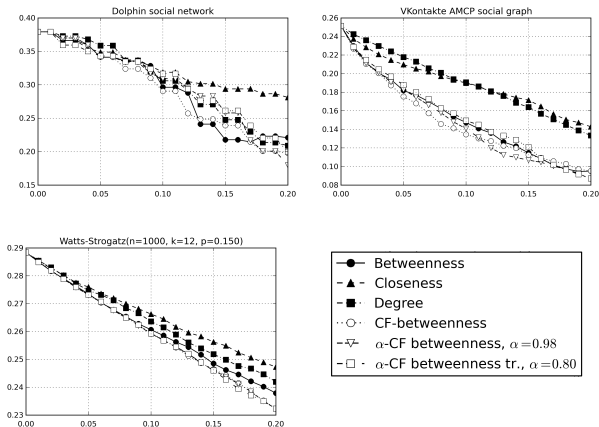 Dolphin social network
0.40
0.35
0.30
0.25
0.20
0.15
0.00 0.05 0.10 0.15 0.20
VKontakte AMCP social graph
0.26
0.24
0.22
0.20
0.18
0.16
0.14
0.12
0.10
0.08
0.00 0.05 0.10 0.15 0.20
Watts-Strogatz(n=1000, k=12, p=0.150)
0.29
0.28
0.27
0.26
0.25
0.24
0.23
0.00 0.05 0.10 0.15 0.20
Betweenness
Closeness
Degree
CF-betweenness
α-CF betweenness, α=0.98
α-CF betweenness tr., α=0.80